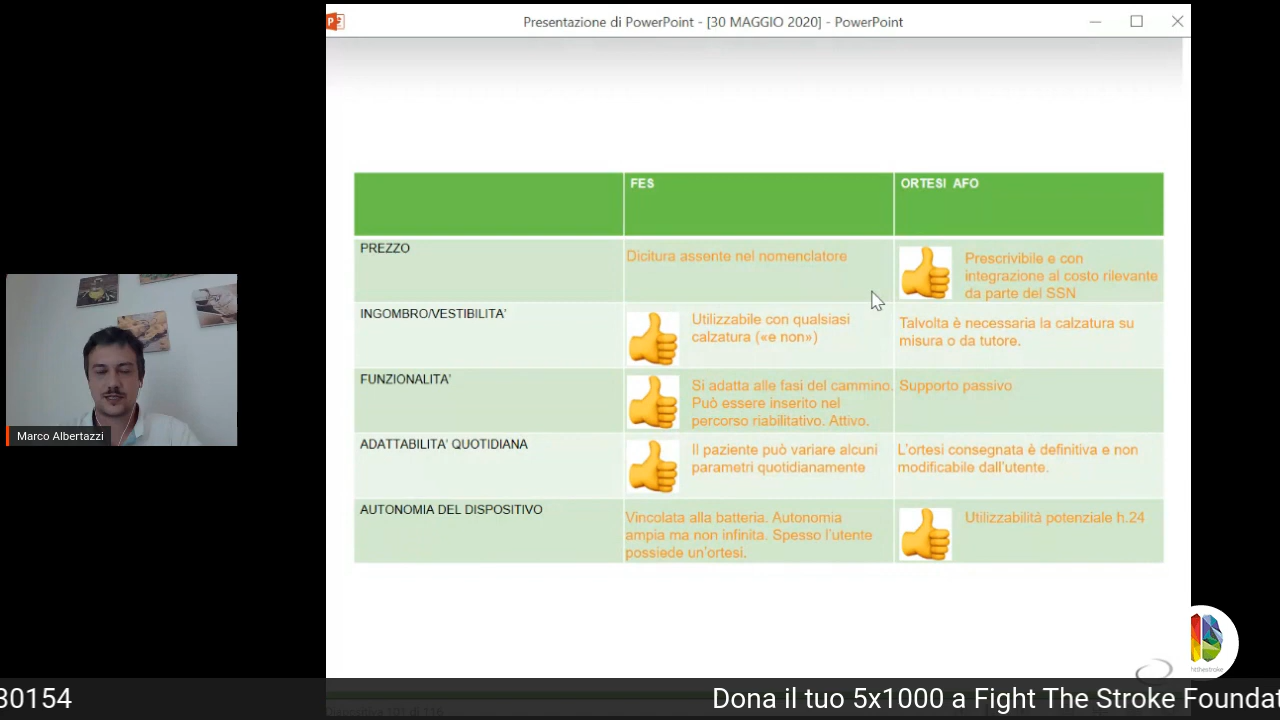 Presentazione di PowerPoint - [30 MAGGIO 2020] - PowerPoint
FES
ORTESI AFO
PREZZO
Dicitura assente nel nomenclatore
Prescrivibile e con
integrazione al costo rilevante
da parte del SSN
INGOMBRO/VESTIBILITA'
Utilizzabile con qualsiasi
calzatura («e non»)
Talvolta è necessaria la calzatura su
misura o da tutore.
FUNZIONALITA'
Si adatta alle fasi del cammino.
Può essere inserito nel
percorso riabilitativo. Attivo.
Supporto passivo
ADATTABILITA' QUOTIDIANA
Il paziente può variare alcuni
parametri quotidianamente
L'ortesi consegnata è definitiva e non
modificabile dall'utente.
AUTONOMIA DEL DISPOSITIVO
Vincolata alla batteria. Autonomia
ampia ma non infinita. Spesso l'utente
possiede un'ortesi.
Utilizzabilità potenziale h.24
Marco Albertazzi
30154
Dona il tuo 5x1000 a Fight The Stroke Foundat